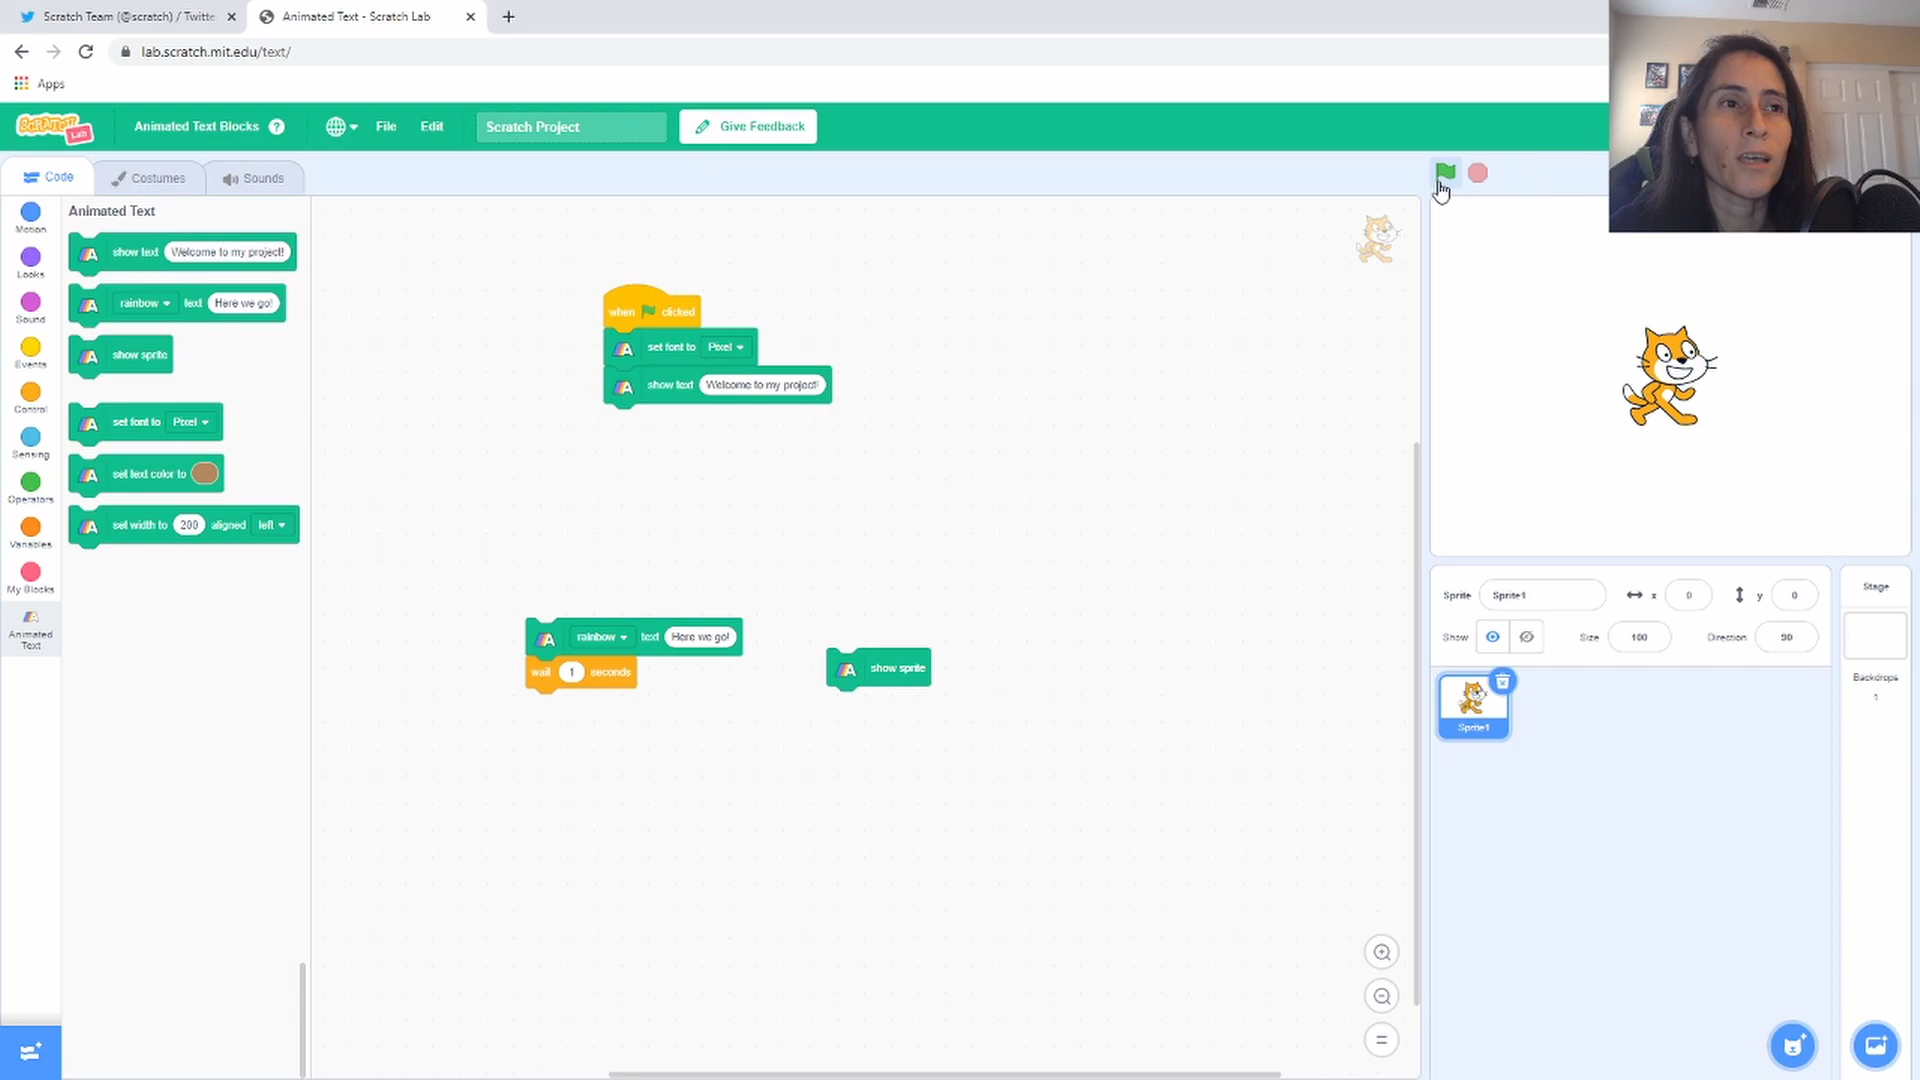 Scratch Team (@scratch) / Twitte
Animated Text - Scratch Lab
lab.scratch.mit.edu/text/
Apps
SCRATCH Lab
Animated Text Blocks ?
File
Edit
Scratch Project
Give Feedback
Code
Costumes
Sounds
Motion
Looks
Sound
Events
Control
Sensing
Operators
Variables
My Blocks
Animated
Text
Animated Text
show text Welcome to my project!
rainbow text Here we go!
show sprite
set font to Pixel
set text color to
set width to 200 aligned left
when clicked
set font to Pixel
show text Welcome to my project!
rainbow text Here we go!
wait 1 seconds
show sprite
Sprite Sprite1 x 0 y 0
Show Size 100 Direction 90
Sprite1
Stage
Backdrops
1